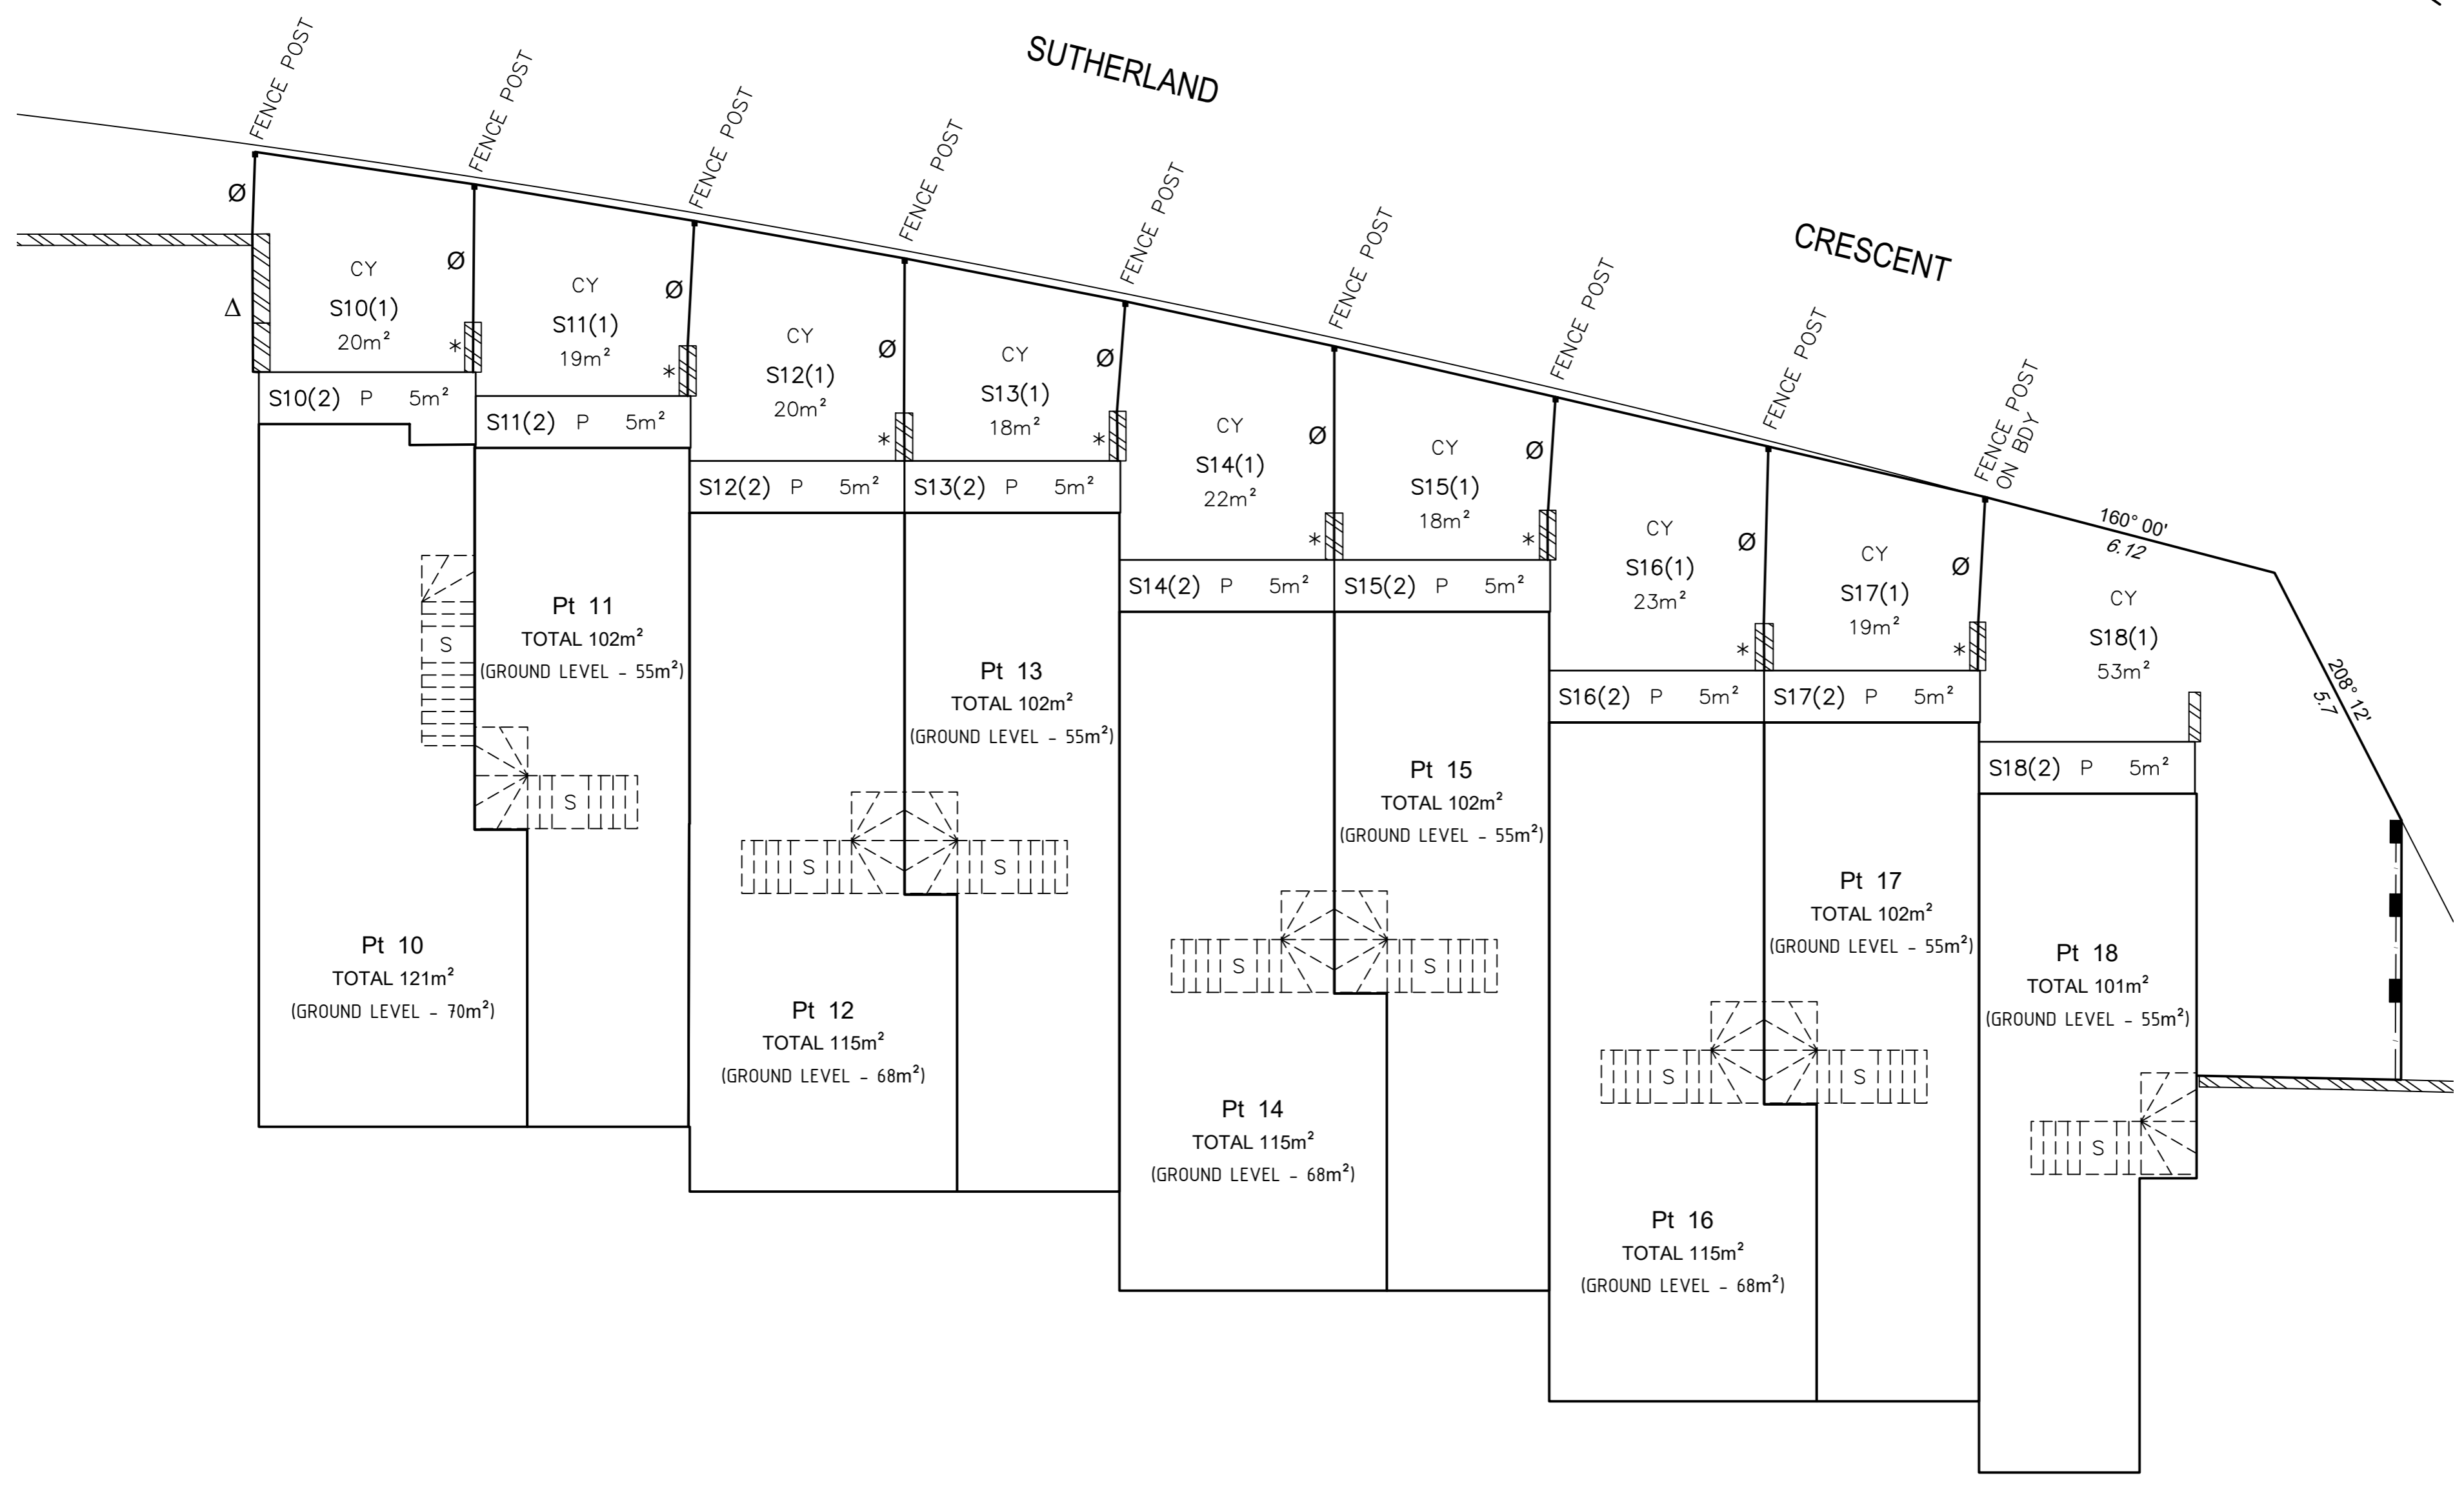 SUTHERLAND
CRESCENT
FENCE POST
FENCE POST
FENCE POST
FENCE POST
FENCE POST
FENCE POST
FENCE POST
FENCE POST
FENCE POST
ON BDY
160° 00'
6.12
208° 12'
5.7
Ø
Δ
CY
S10(1)
20m²
*
S10(2) P 5m²
Ø
CY
S11(1)
19m²
*
S11(2) P 5m²
Ø
CY
S12(1)
20m²
*
S12(2) P 5m²
Ø
CY
S13(1)
18m²
*
S13(2) P 5m²
Ø
CY
S14(1)
22m²
*
S14(2) P 5m²
Ø
CY
S15(1)
18m²
*
S15(2) P 5m²
Ø
CY
S16(1)
23m²
*
S16(2) P 5m²
Ø
CY
S17(1)
19m²
*
S17(2) P 5m²
Ø
CY
S18(1)
53m²
S18(2) P 5m²
S
Pt 10
TOTAL 121m²
(GROUND LEVEL - 70m²)
Pt 11
TOTAL 102m²
(GROUND LEVEL - 55m²)
S
S
Pt 12
TOTAL 115m²
(GROUND LEVEL - 68m²)
Pt 13
TOTAL 102m²
(GROUND LEVEL - 55m²)
S
S
Pt 14
TOTAL 115m²
(GROUND LEVEL - 68m²)
Pt 15
TOTAL 102m²
(GROUND LEVEL - 55m²)
S
S
Pt 16
TOTAL 115m²
(GROUND LEVEL - 68m²)
Pt 17
TOTAL 102m²
(GROUND LEVEL - 55m²)
S
Pt 18
TOTAL 101m²
(GROUND LEVEL - 55m²)
S